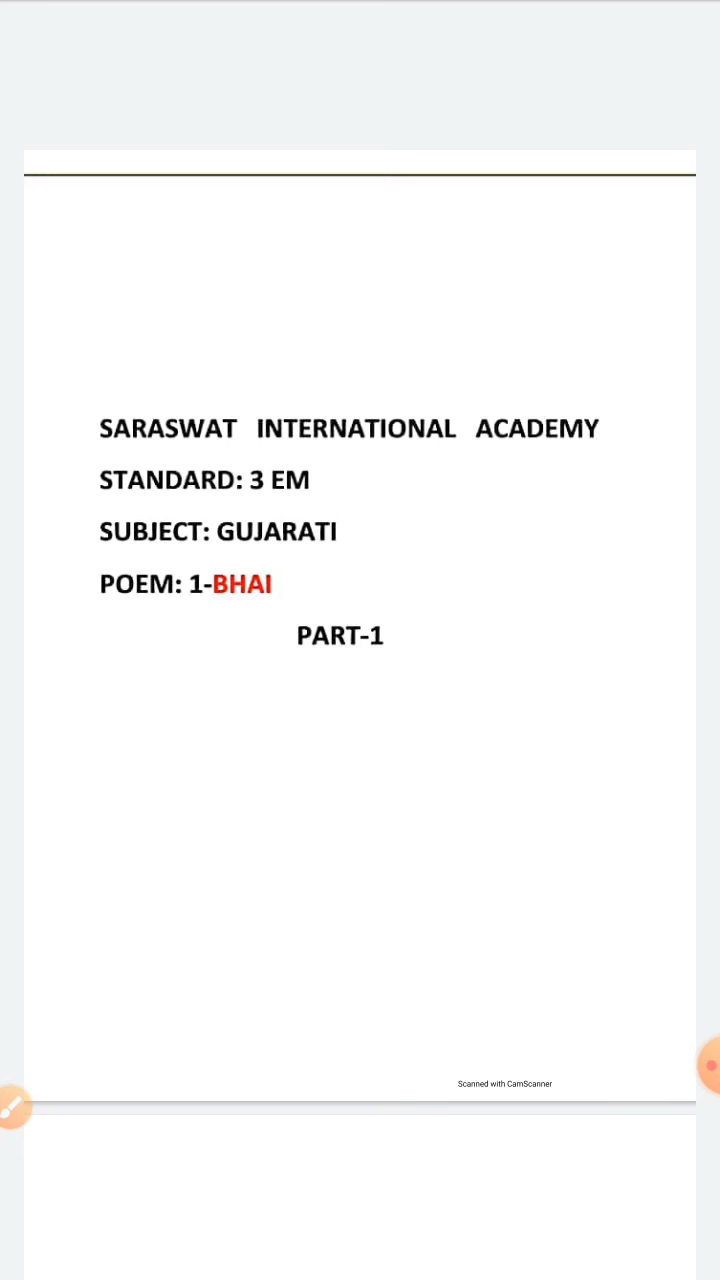 SARASWAT INTERNATIONAL ACADEMY
STANDARD: 3 EM
SUBJECT: GUJARATI
POEM: 1-BHAI
PART-1
Scanned with CamScanner